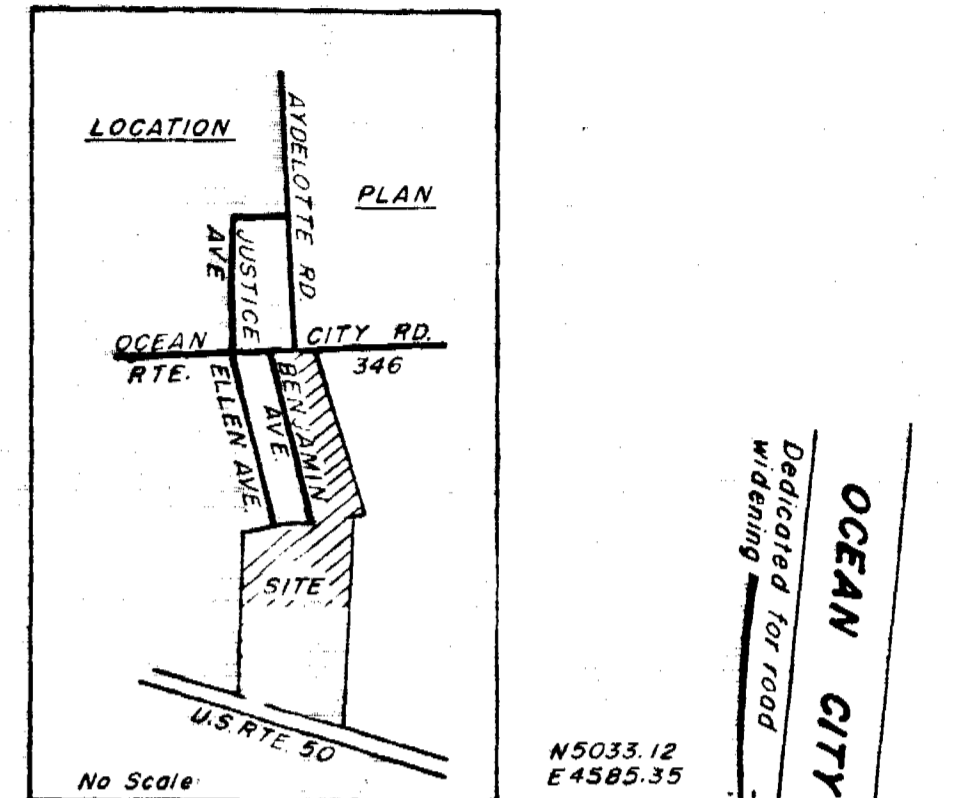 LOCATION
PLAN
AYDELOTTE RD.
JUSTICE
AVE
OCEAN CITY RD.
RTE. 346
ELLEN AVE.
BENJAMIN
AVE.
SITE
U.S. RTE. 50
No Scale
N5033.12
E4585.35
Dedicated for road
widening
OCEAN CITY